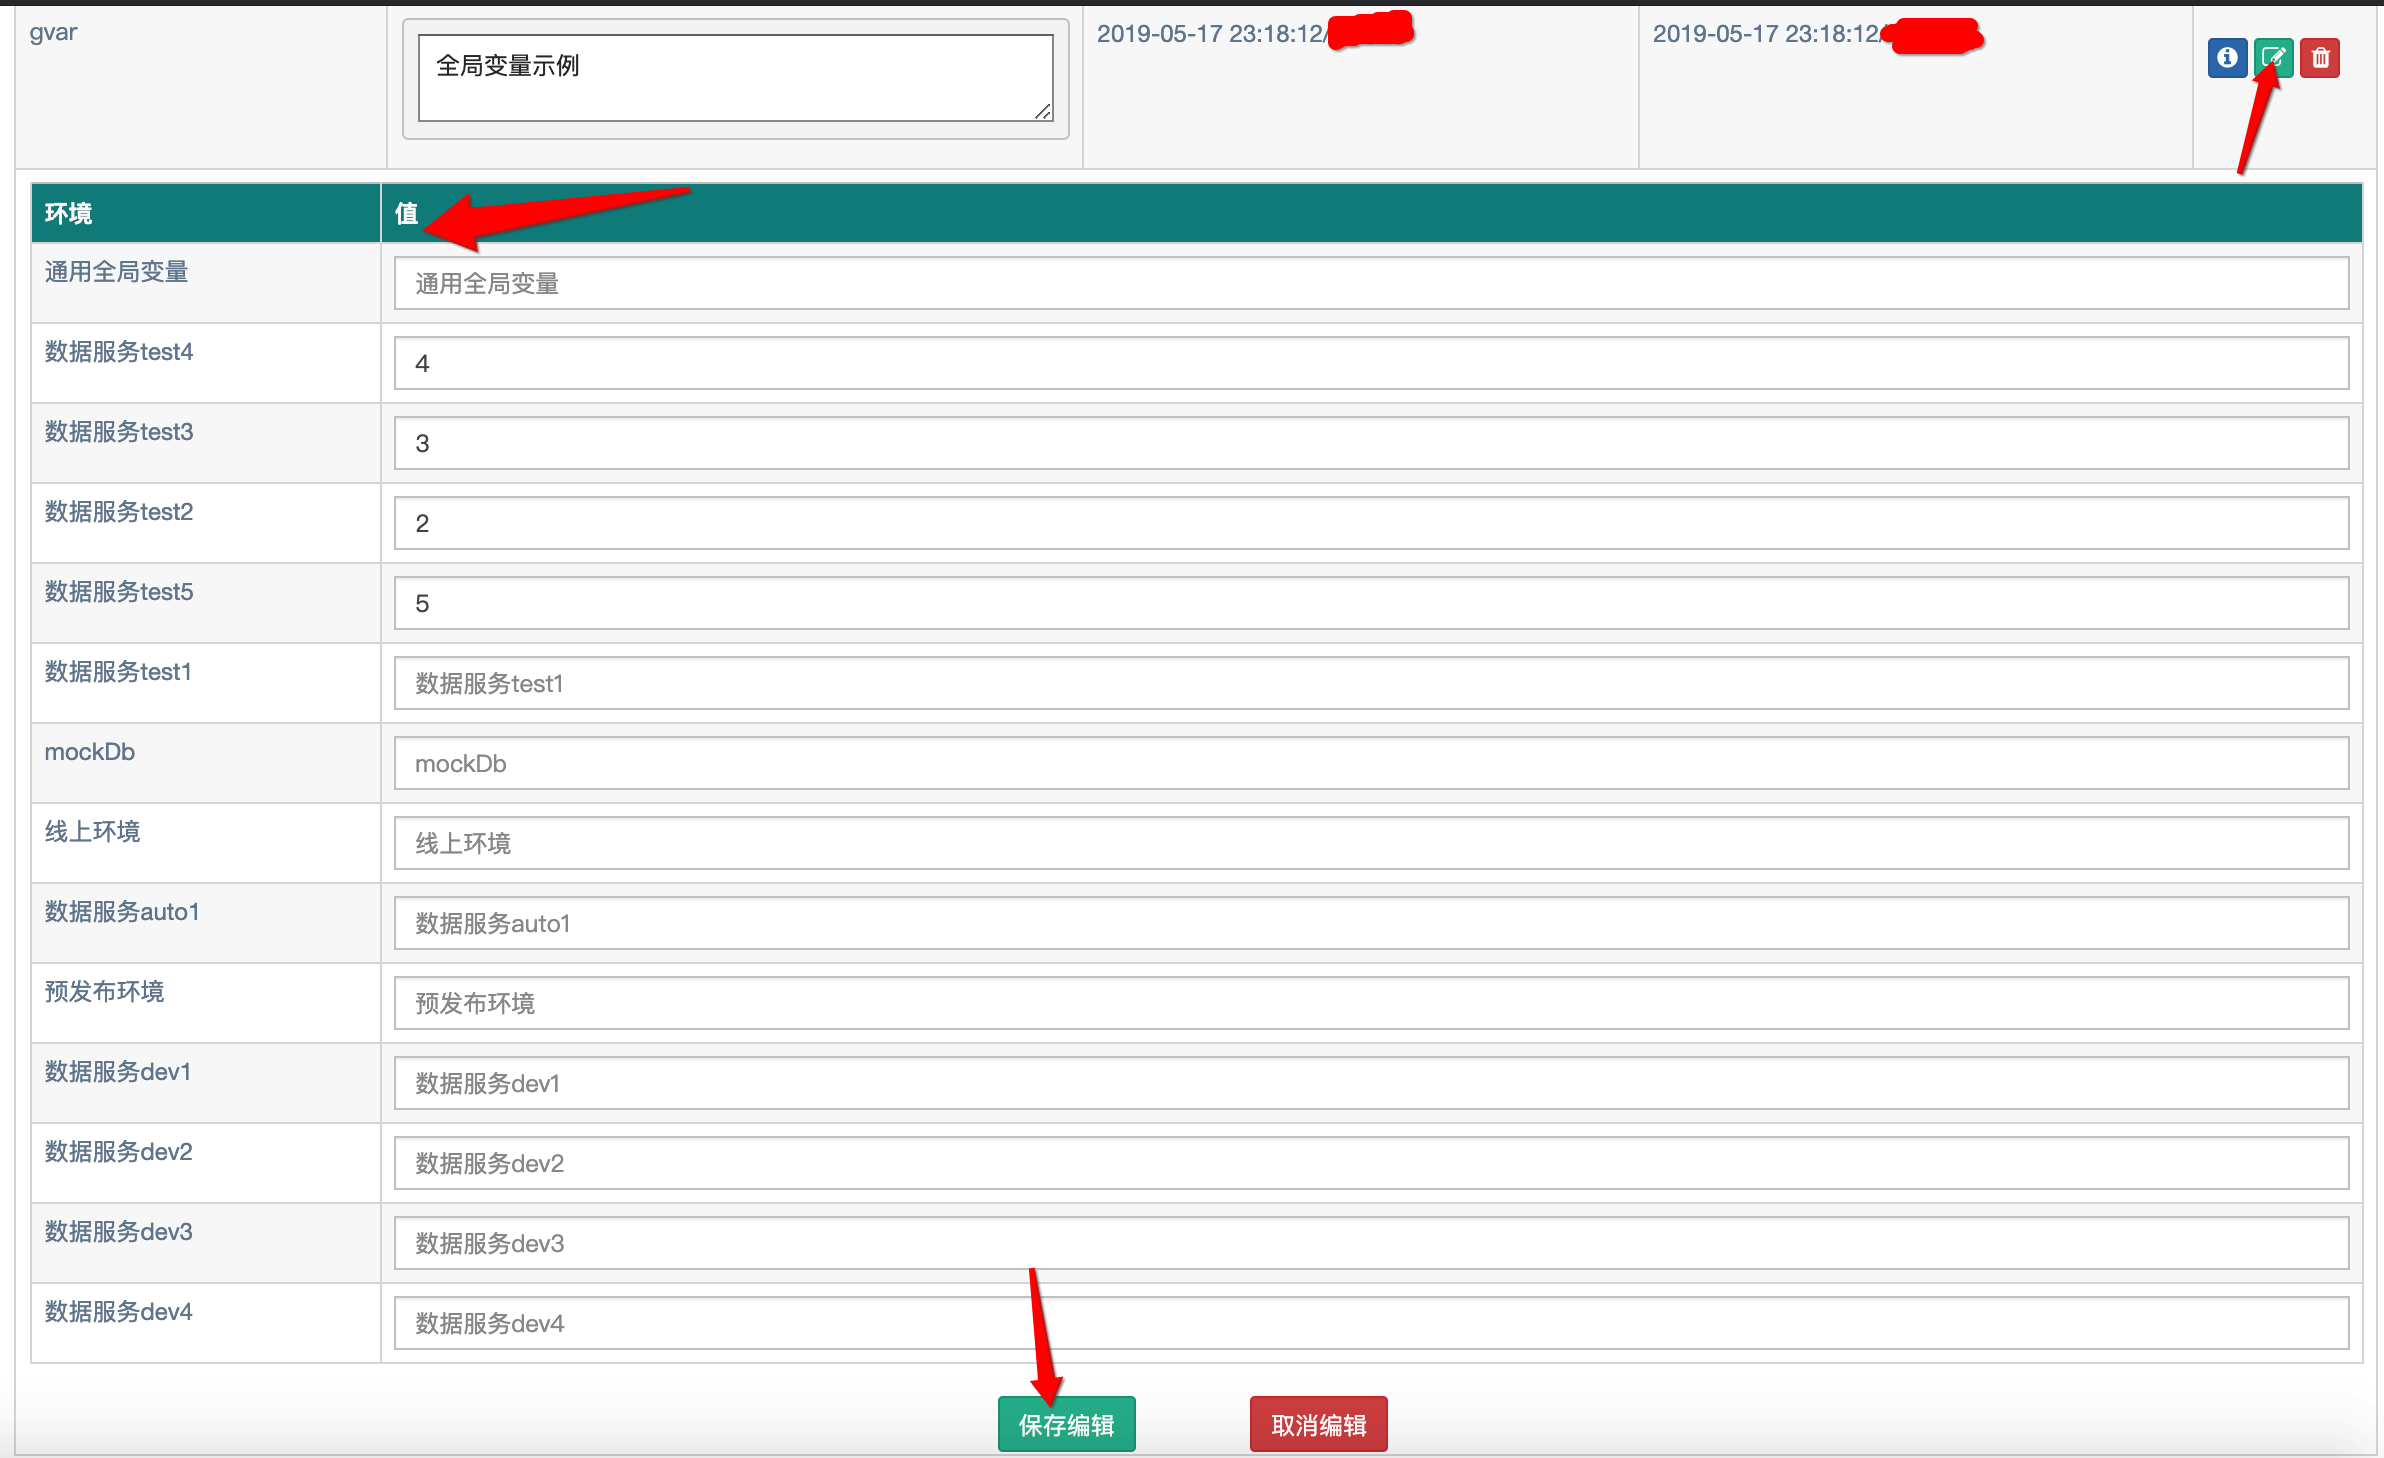 gvar
全局变量示例
2019-05-17 23:18:12/
2019-05-17 23:18:12/
环境 值
通用全局变量 通用全局变量
数据服务test4 4
数据服务test3 3
数据服务test2 2
数据服务test5 5
数据服务test1 数据服务test1
mockDb mockDb
线上环境 线上环境
数据服务auto1 数据服务auto1
预发布环境 预发布环境
数据服务dev1 数据服务dev1
数据服务dev2 数据服务dev2
数据服务dev3 数据服务dev3
数据服务dev4 数据服务dev4
保存编辑 取消编辑